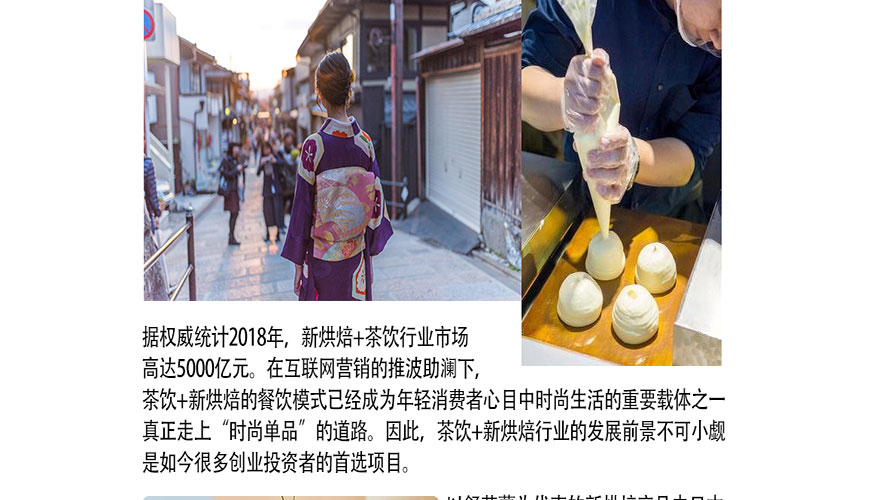 据权威统计2018年，新烘焙+茶饮行业市场
高达5000亿元。在互联网营销的推波助澜下，
茶饮+新烘焙的餐饮模式已经成为年轻消费者心目中时尚生活的重要载体之一
真正走上“时尚单品”的道路。因此，茶饮+新烘焙行业的发展前景不可小觑
是如今很多创业投资者的首选项目。